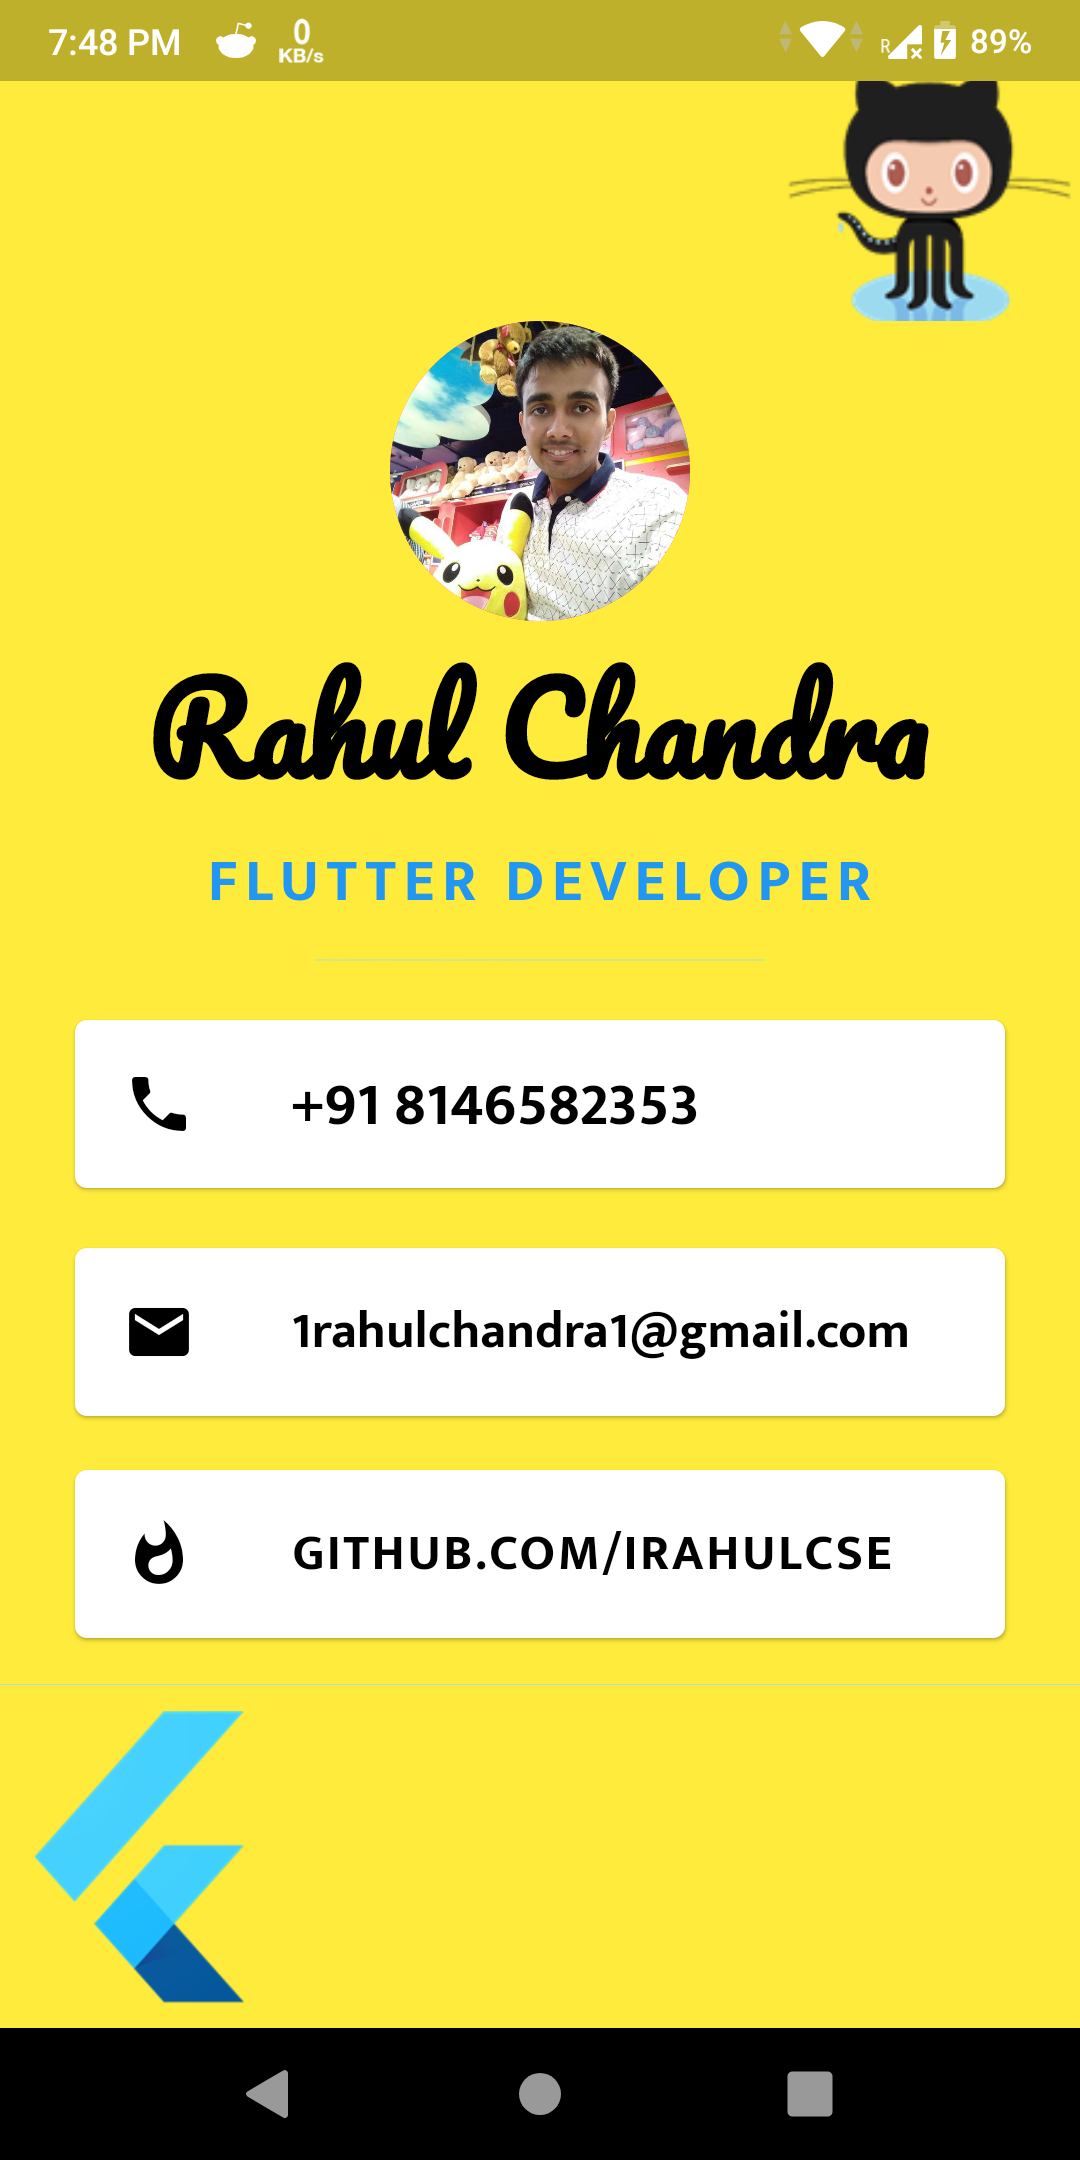 7:48 PM 0 KB/s R 89%
Rahul Chandra
FLUTTER DEVELOPER
+91 8146582353
1rahulchandra1@gmail.com
GITHUB.COM/IRAHULCSE